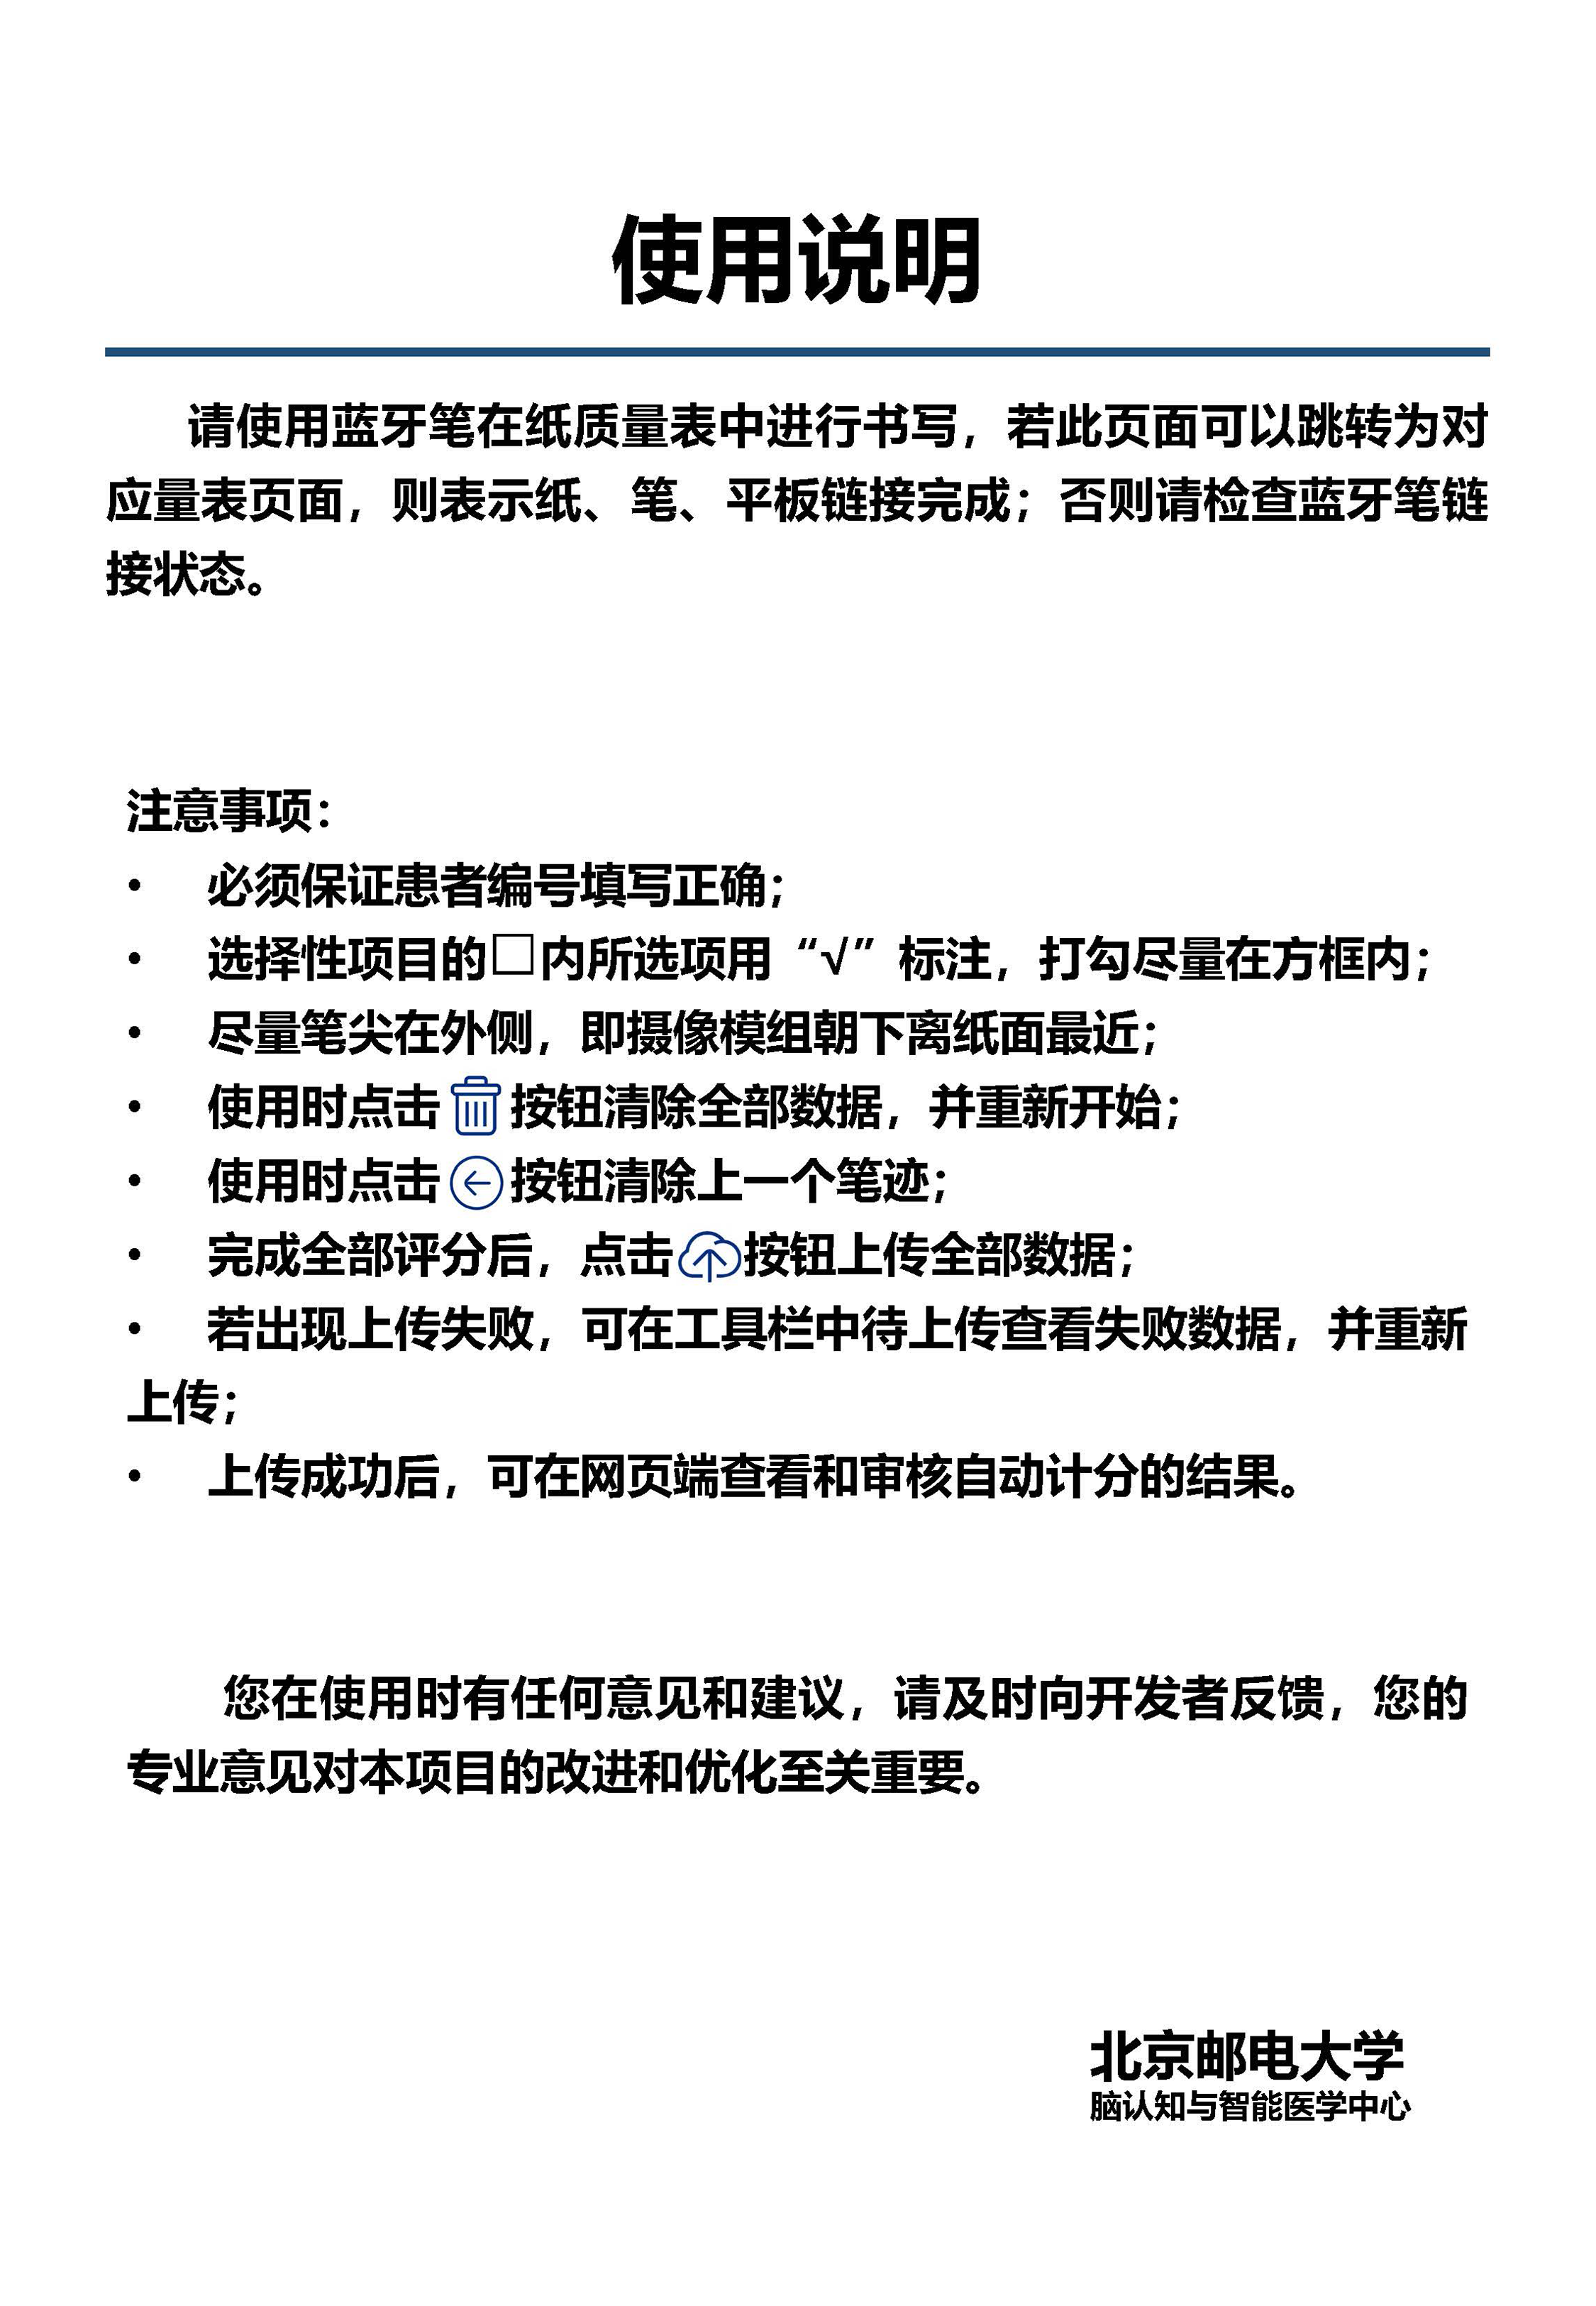 使用说明
请使用蓝牙笔在纸质量表中进行书写，若此页面可以跳转为对
应量表页面，则表示纸、笔、平板链接完成；否则请检查蓝牙笔链
接状态。
注意事项：
• 必须保证患者编号填写正确；
• 选择性项目的□内所选项用“√”标注，打勾尽量在方框内；
• 尽量笔尖在外侧，即摄像模组朝下离纸面最近；
• 使用时点击按钮清除全部数据，并重新开始；
• 使用时点击按钮清除上一个笔迹；
• 完成全部评分后，点击按钮上传全部数据；
• 若出现上传失败，可在工具栏中待上传查看失败数据，并重新
上传；
• 上传成功后，可在网页端查看和审核自动计分的结果。
您在使用时有任何意见和建议，请及时向开发者反馈，您的
专业意见对本项目的改进和优化至关重要。
北京邮电大学
脑认知与智能医学中心